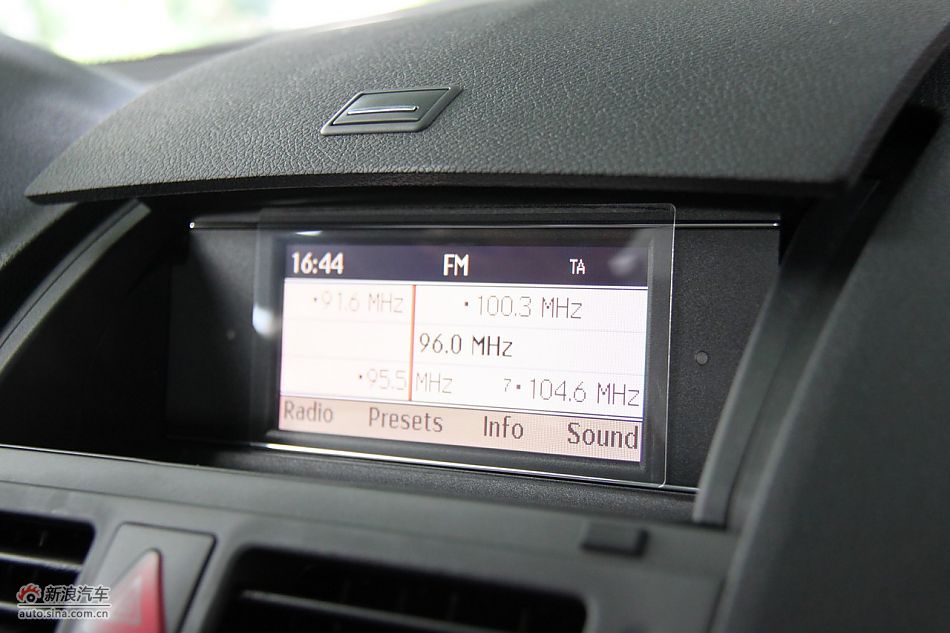 16:44 FM TA
•91.6 MHz •100.3 MHz
96.0 MHz
•95.5 MHz 7•104.6 MHz
Radio Presets Info Sound
新浪汽车
auto.sina.com.cn